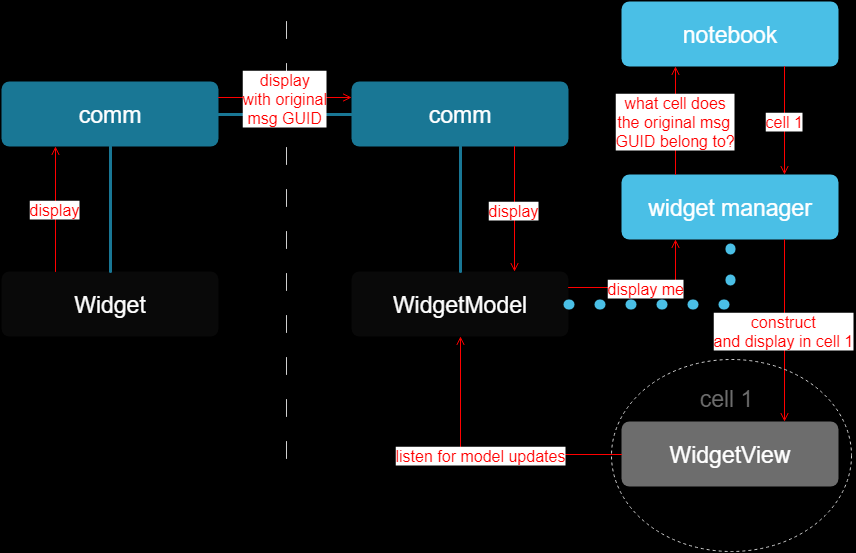 notebook
display
with original
msg GUID
comm
comm
what cell does
the original msg
GUID belong to?
cell 1
display
display
widget manager
Widget
WidgetModel
display me
construct
and display in cell 1
cell 1
listen for model updates
WidgetView